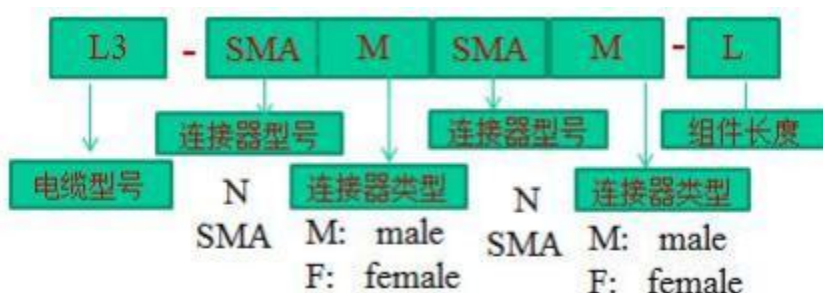 L3 - SMA M SMA M - L
连接器型号 连接器型号 组件长度
电缆型号 连接器类型 连接器类型
N N
SMA M: male SMA M: male
F: female F: female